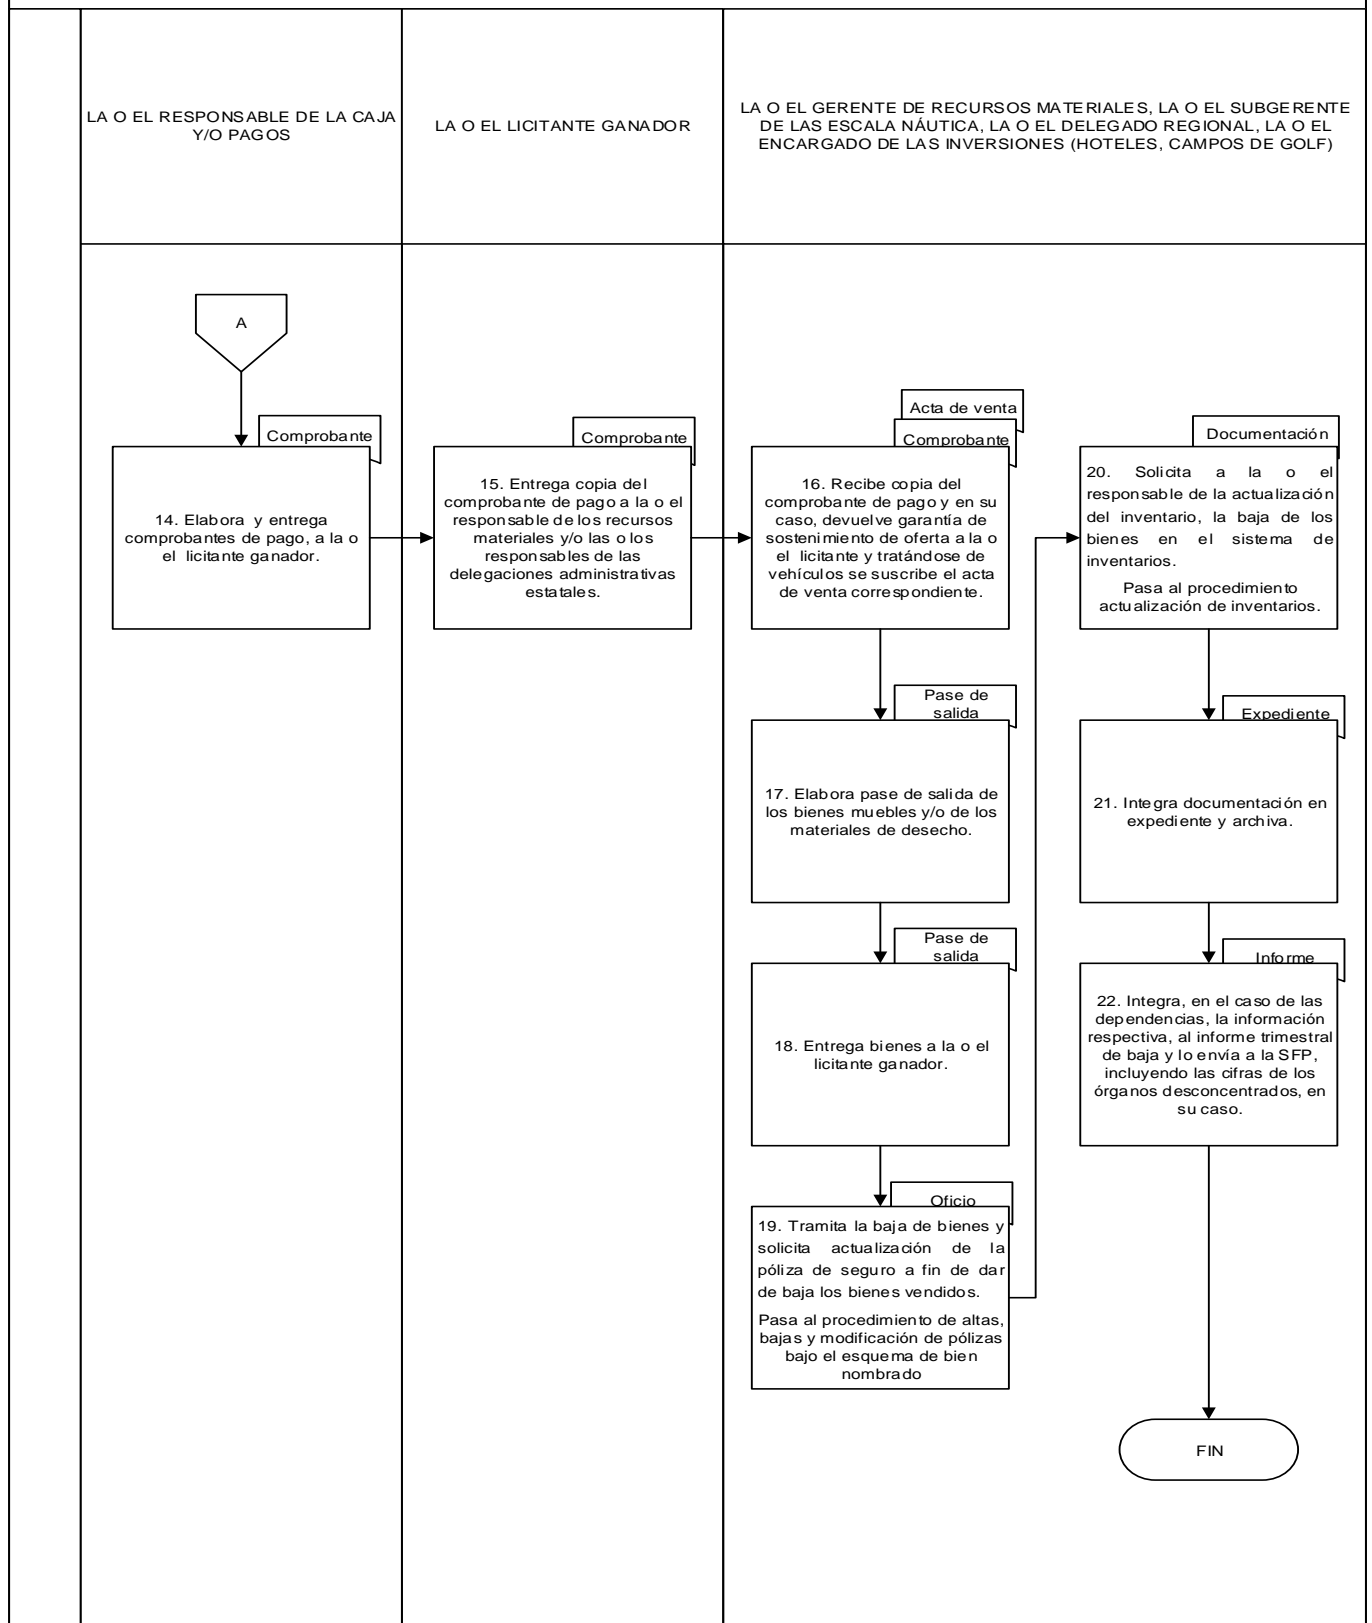 LA O EL RESPONSABLE DE LA CAJA
Y/O PAGOS
LA O EL LICITANTE GANADOR
LA O EL GERENTE DE RECURSOS MATERIALES, LA O EL SUBGERENTE
DE LAS ESCALA NÁUTICA, LA O EL DELEGADO REGIONAL, LA O EL
ENCARGADO DE LAS INVERSIONES (HOTELES, CAMPOS DE GOLF)
A
Comprobante
14. Elabora y entrega
comprobantes de pago, a la o
el licitante ganador.
Comprobante
15. Entrega copia del
comprobante de pago a la o el
responsable de los recursos
materiales y/o las o los
responsables de las
delegaciones administrativas
estatales.
Acta de venta
Comprobante
16. Recibe copia del
comprobante de pago y en su
caso, devuelve garantía de
sostenimiento de oferta a la o
el licitante y tratándose de
vehículos se suscribe el acta
de venta correspondiente.
Pase de
salida
17. Elabora pase de salida de
los bienes muebles y/o de los
materiales de desecho.
Pase de
salida
18. Entrega bienes a la o el
licitante ganador.
Oficio
19. Tramita la baja de bienes y
solicita actualización de la
póliza de seguro a fin de dar
de baja los bienes vendidos.
Pasa al procedimiento de altas,
bajas y modificación de pólizas
bajo el esquema de bien
nombrado
Documentación
20. Solicita a la o el
responsable de la actualización
del inventario, la baja de los
bienes en el sistema de
inventarios.
Pasa al procedimiento
actualización de inventarios.
Expediente
21. Integra documentación en
expediente y archiva.
Informe
22. Integra, en el caso de las
dependencias, la información
respectiva, al informe trimestral
de baja y lo envía a la SFP,
incluyendo las cifras de los
órganos desconcentrados, en
su caso.
FIN